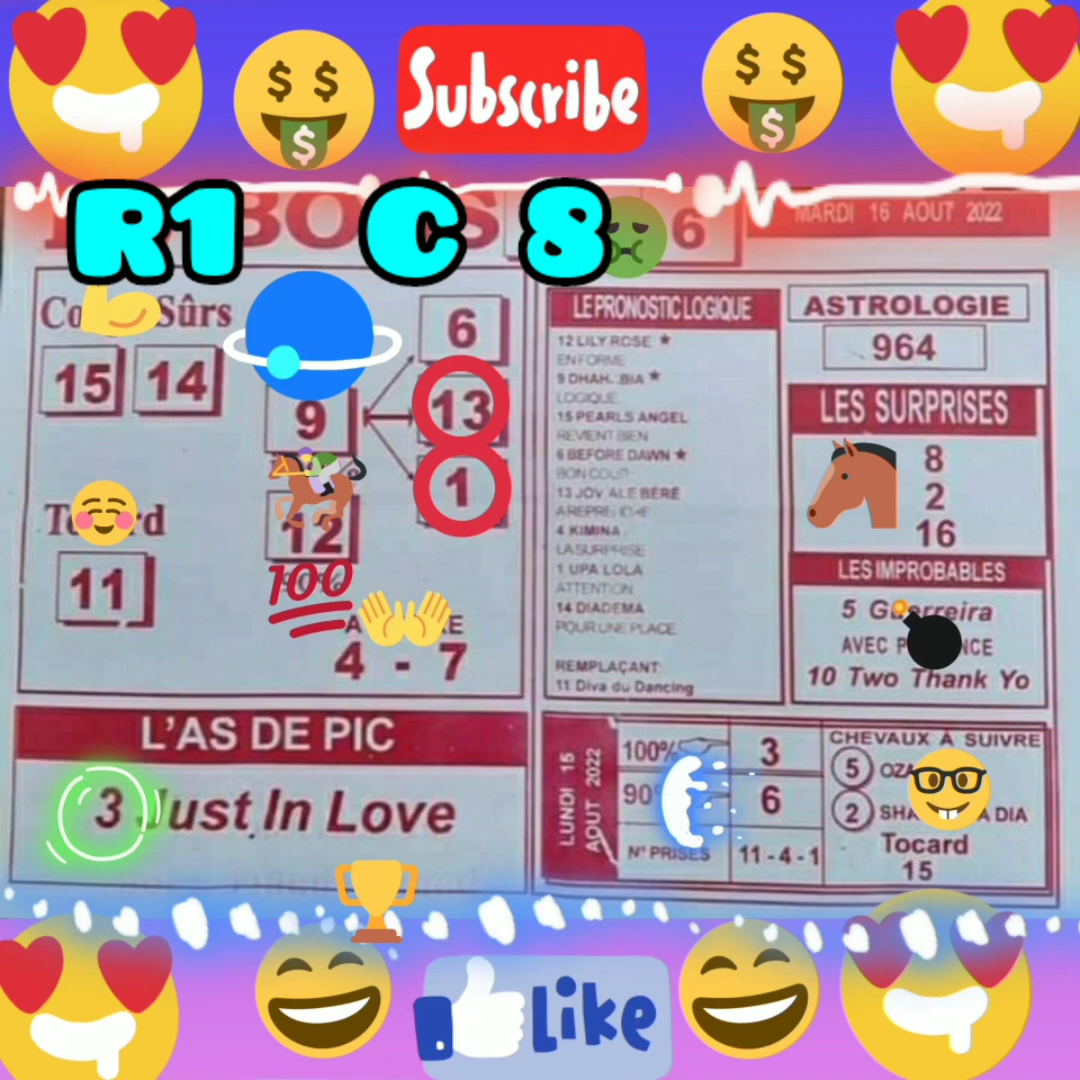 Subscribe
R1 C 8
6
MARDI 16 AOUT 2022
Sûrs
15 14
9
6
13
1
12
11
100
4 - 7
L'AS DE PIC
3 Just In Love
LE PRONOSTIC LOGIQUE
12 LILY ROSE ★
EN FORME
LOGIQUE
15 PEARLS ANGEL
REVIENT BIEN
6 BEFORE DAWN ★
BON COUP
4 KIMINA
LA SURPRISE
1 UPA LOLA
ATTENTION
14 DIADEMA
POUR UNE PLACE
REMPLAÇANT:
11 Diva du Dancing
ASTROLOGIE
964
LES SURPRISES
8
2
16
LES IMPROBABLES
5
AVEC
10 Two Thank Yo
LUNDI 15
AOUT 2022
100% 3
90 6
N° PRISES 11 - 4 - 1
CHEVAUX A SUIVRE
5
2
Tocard
15
Like